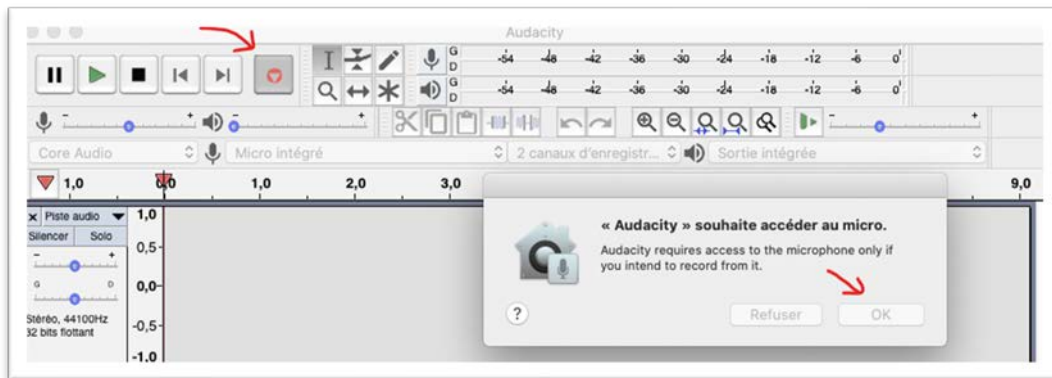 Audacity
G
D
-54 -48 -42 -36 -30 -24 -18 -12 -6 0
G
D
-54 -48 -42 -36 -30 -24 -18 -12 -6 0
- + - + - +
Core Audio Micro intégré 2 canaux d'enregistr... Sortie intégrée
1,0 0,0 1,0 2,0 3,0 9,0
x Piste audio 1,0
Silencer Solo
0,5-
- +
G D
0,0-
Stéréo, 44100Hz
32 bits flottant
-0,5-
-1,0
« Audacity » souhaite accéder au micro.
Audacity requires access to the microphone only if
you intend to record from it.
? Refuser OK